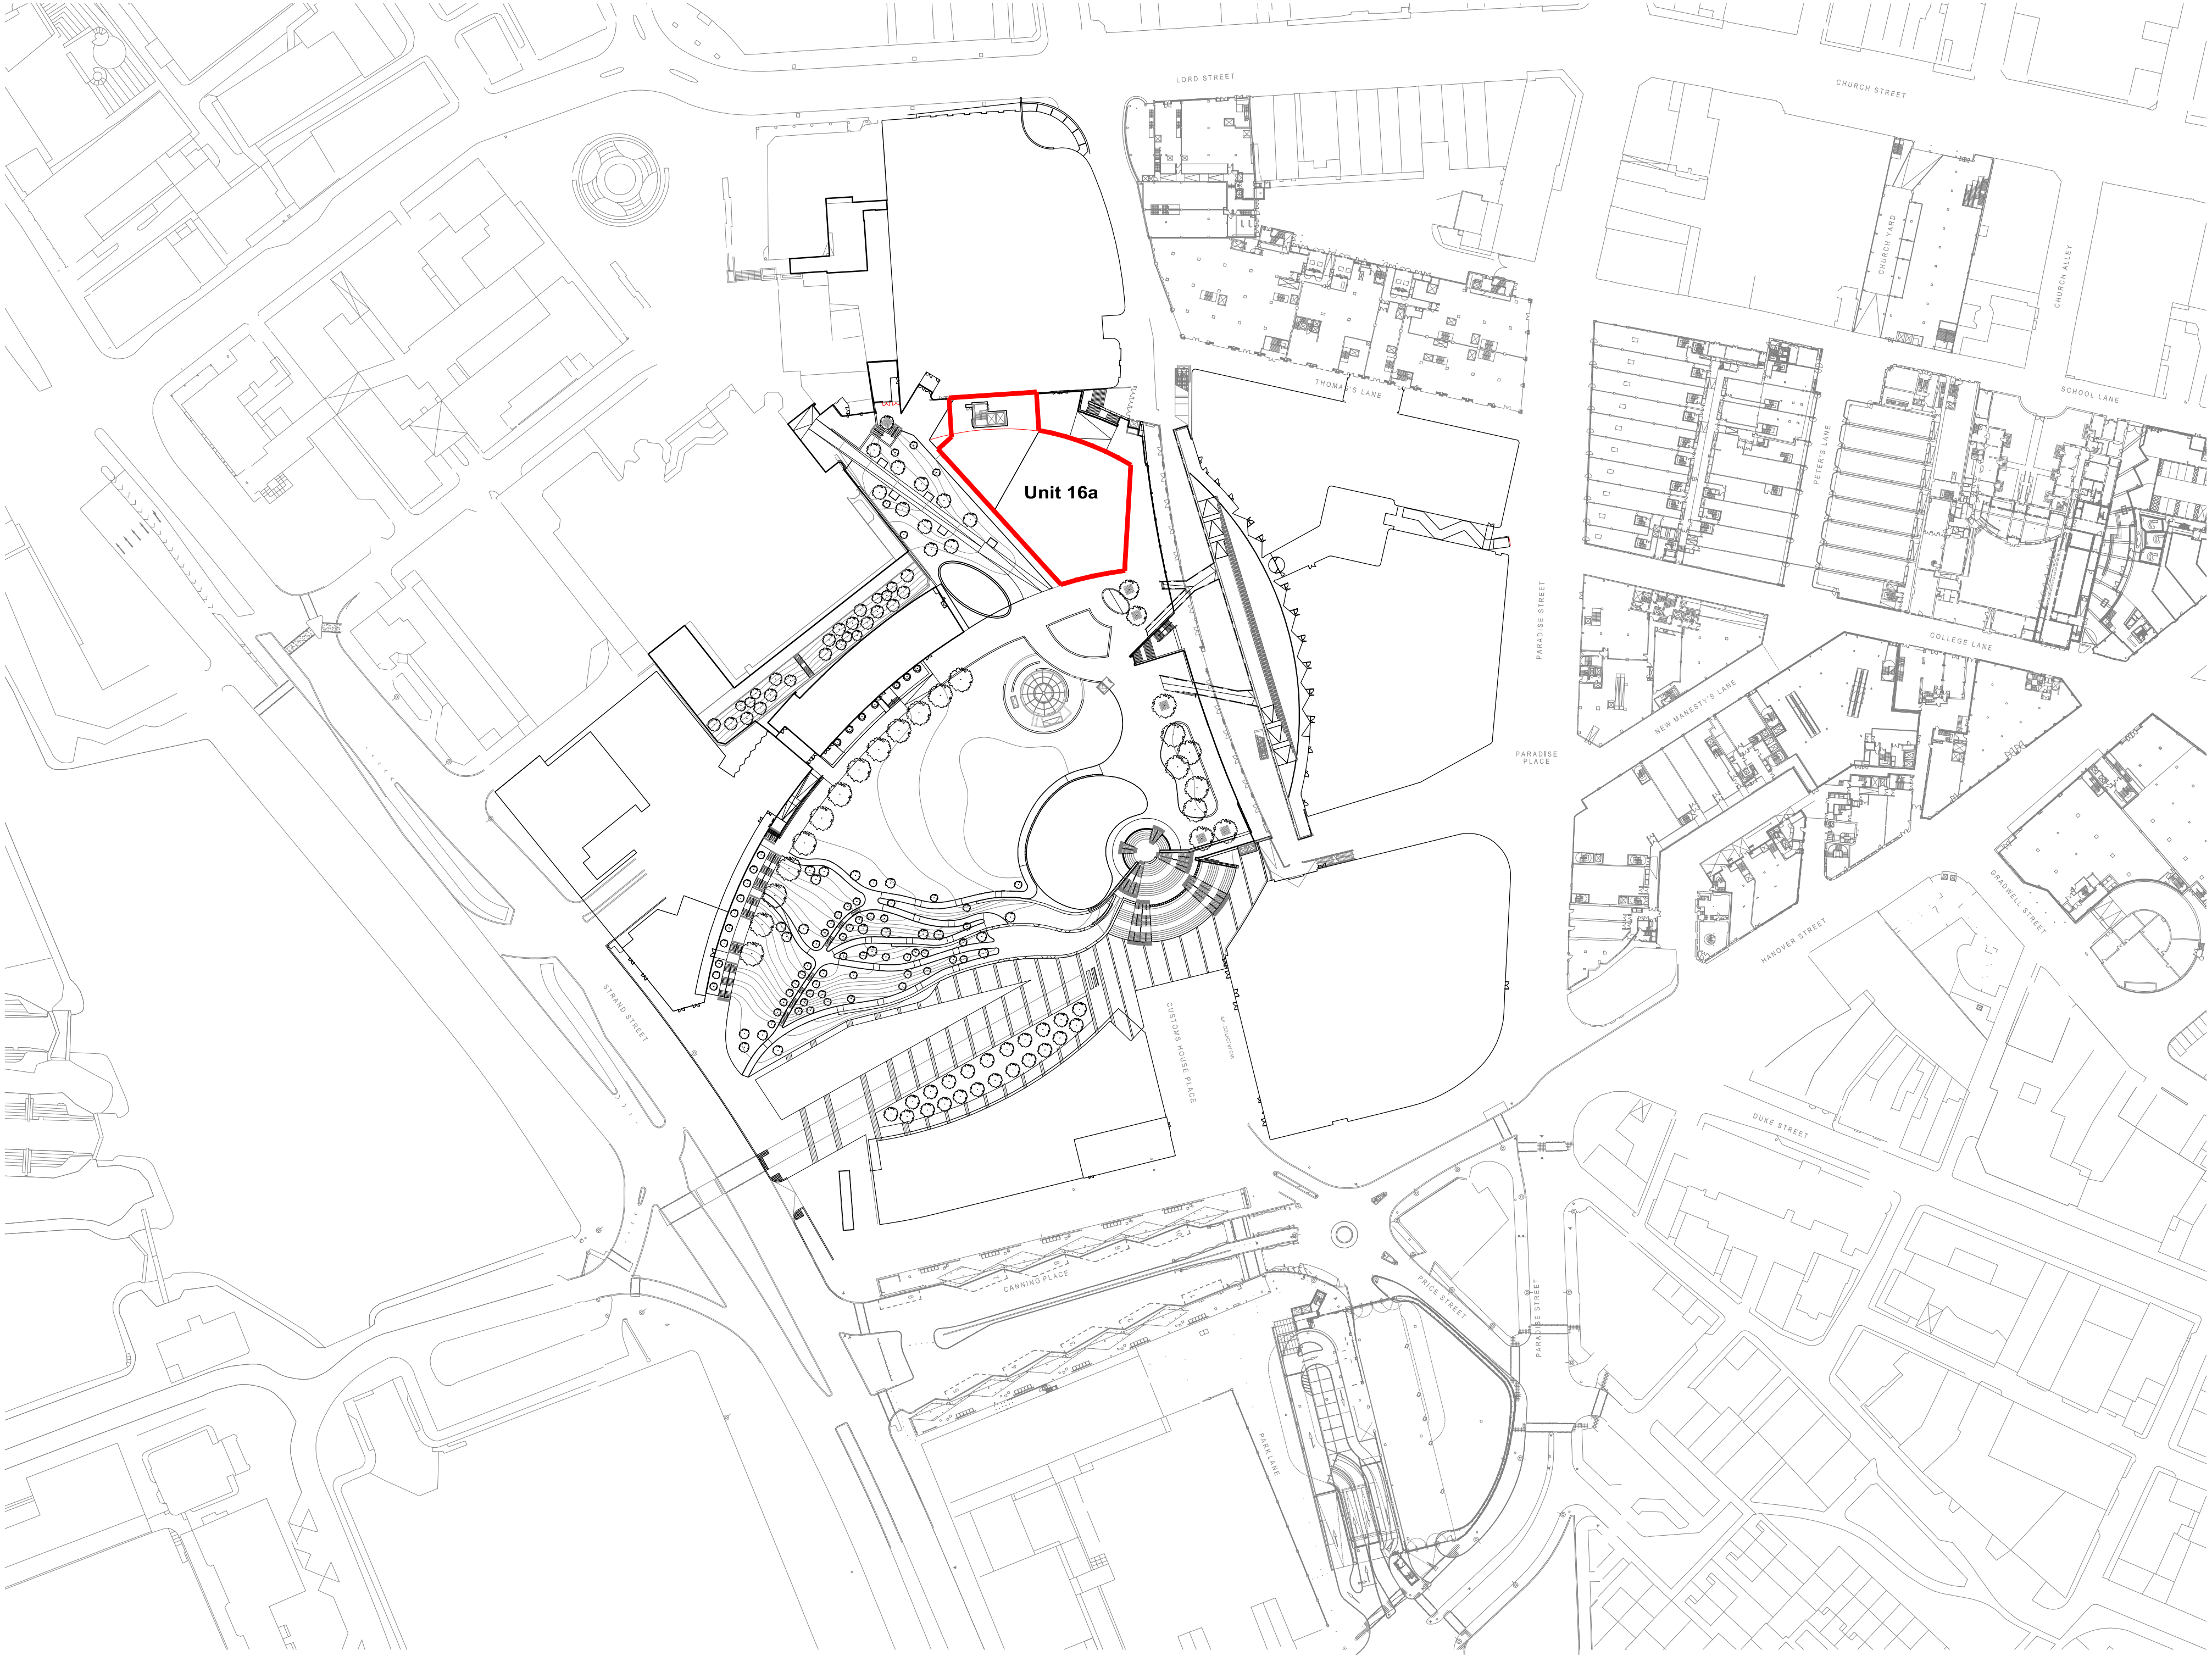 LORD STREET
CHURCH STREET
CHURCH YARD
CHURCH ALLEY
THOMAS'S LANE
SCHOOL LANE
PETER'S LANE
Unit 16a
PARADISE STREET
COLLEGE LANE
NEW MANESTY'S LANE
PARADISE
PLACE
GRADWELL STREET
HANOVER STREET
STRAND STREET
CUSTOMS HOUSE PLACE
DUKE STREET
CANNING PLACE
PRICE STREET
PARADISE STREET
PARK LANE